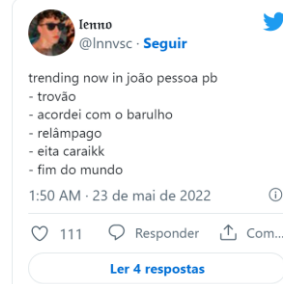 lenno
@lnnvsc · Seguir
trending now in joão pessoa pb
- trovão
- acordei com o barulho
- relâmpago
- eita caraikk
- fim do mundo
1:50 AM · 23 de mai de 2022
111 Responder Com...
Ler 4 respostas